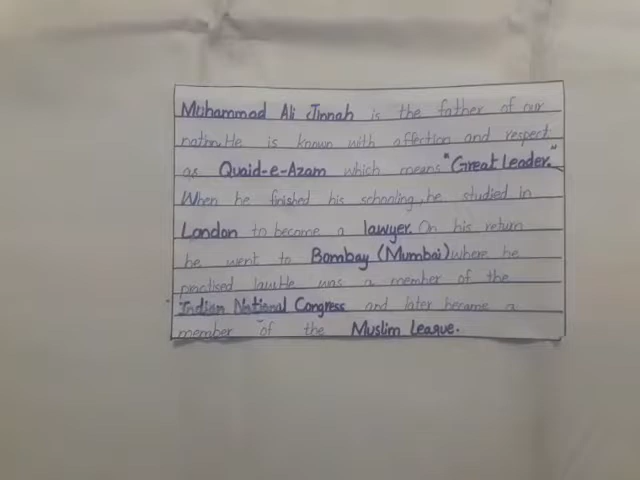 Muhammad Ali Jinnah is the father of our
nation. He is known with affection and respect
as Quaid-e-Azam which means "Great Leader."
When he finished his schooling, he studied in
London to become a lawyer. On his return
he went to Bombay (Mumbai) where he
practised law. He was a member of the
Indian National Congress and later became a
member of the Muslim League.